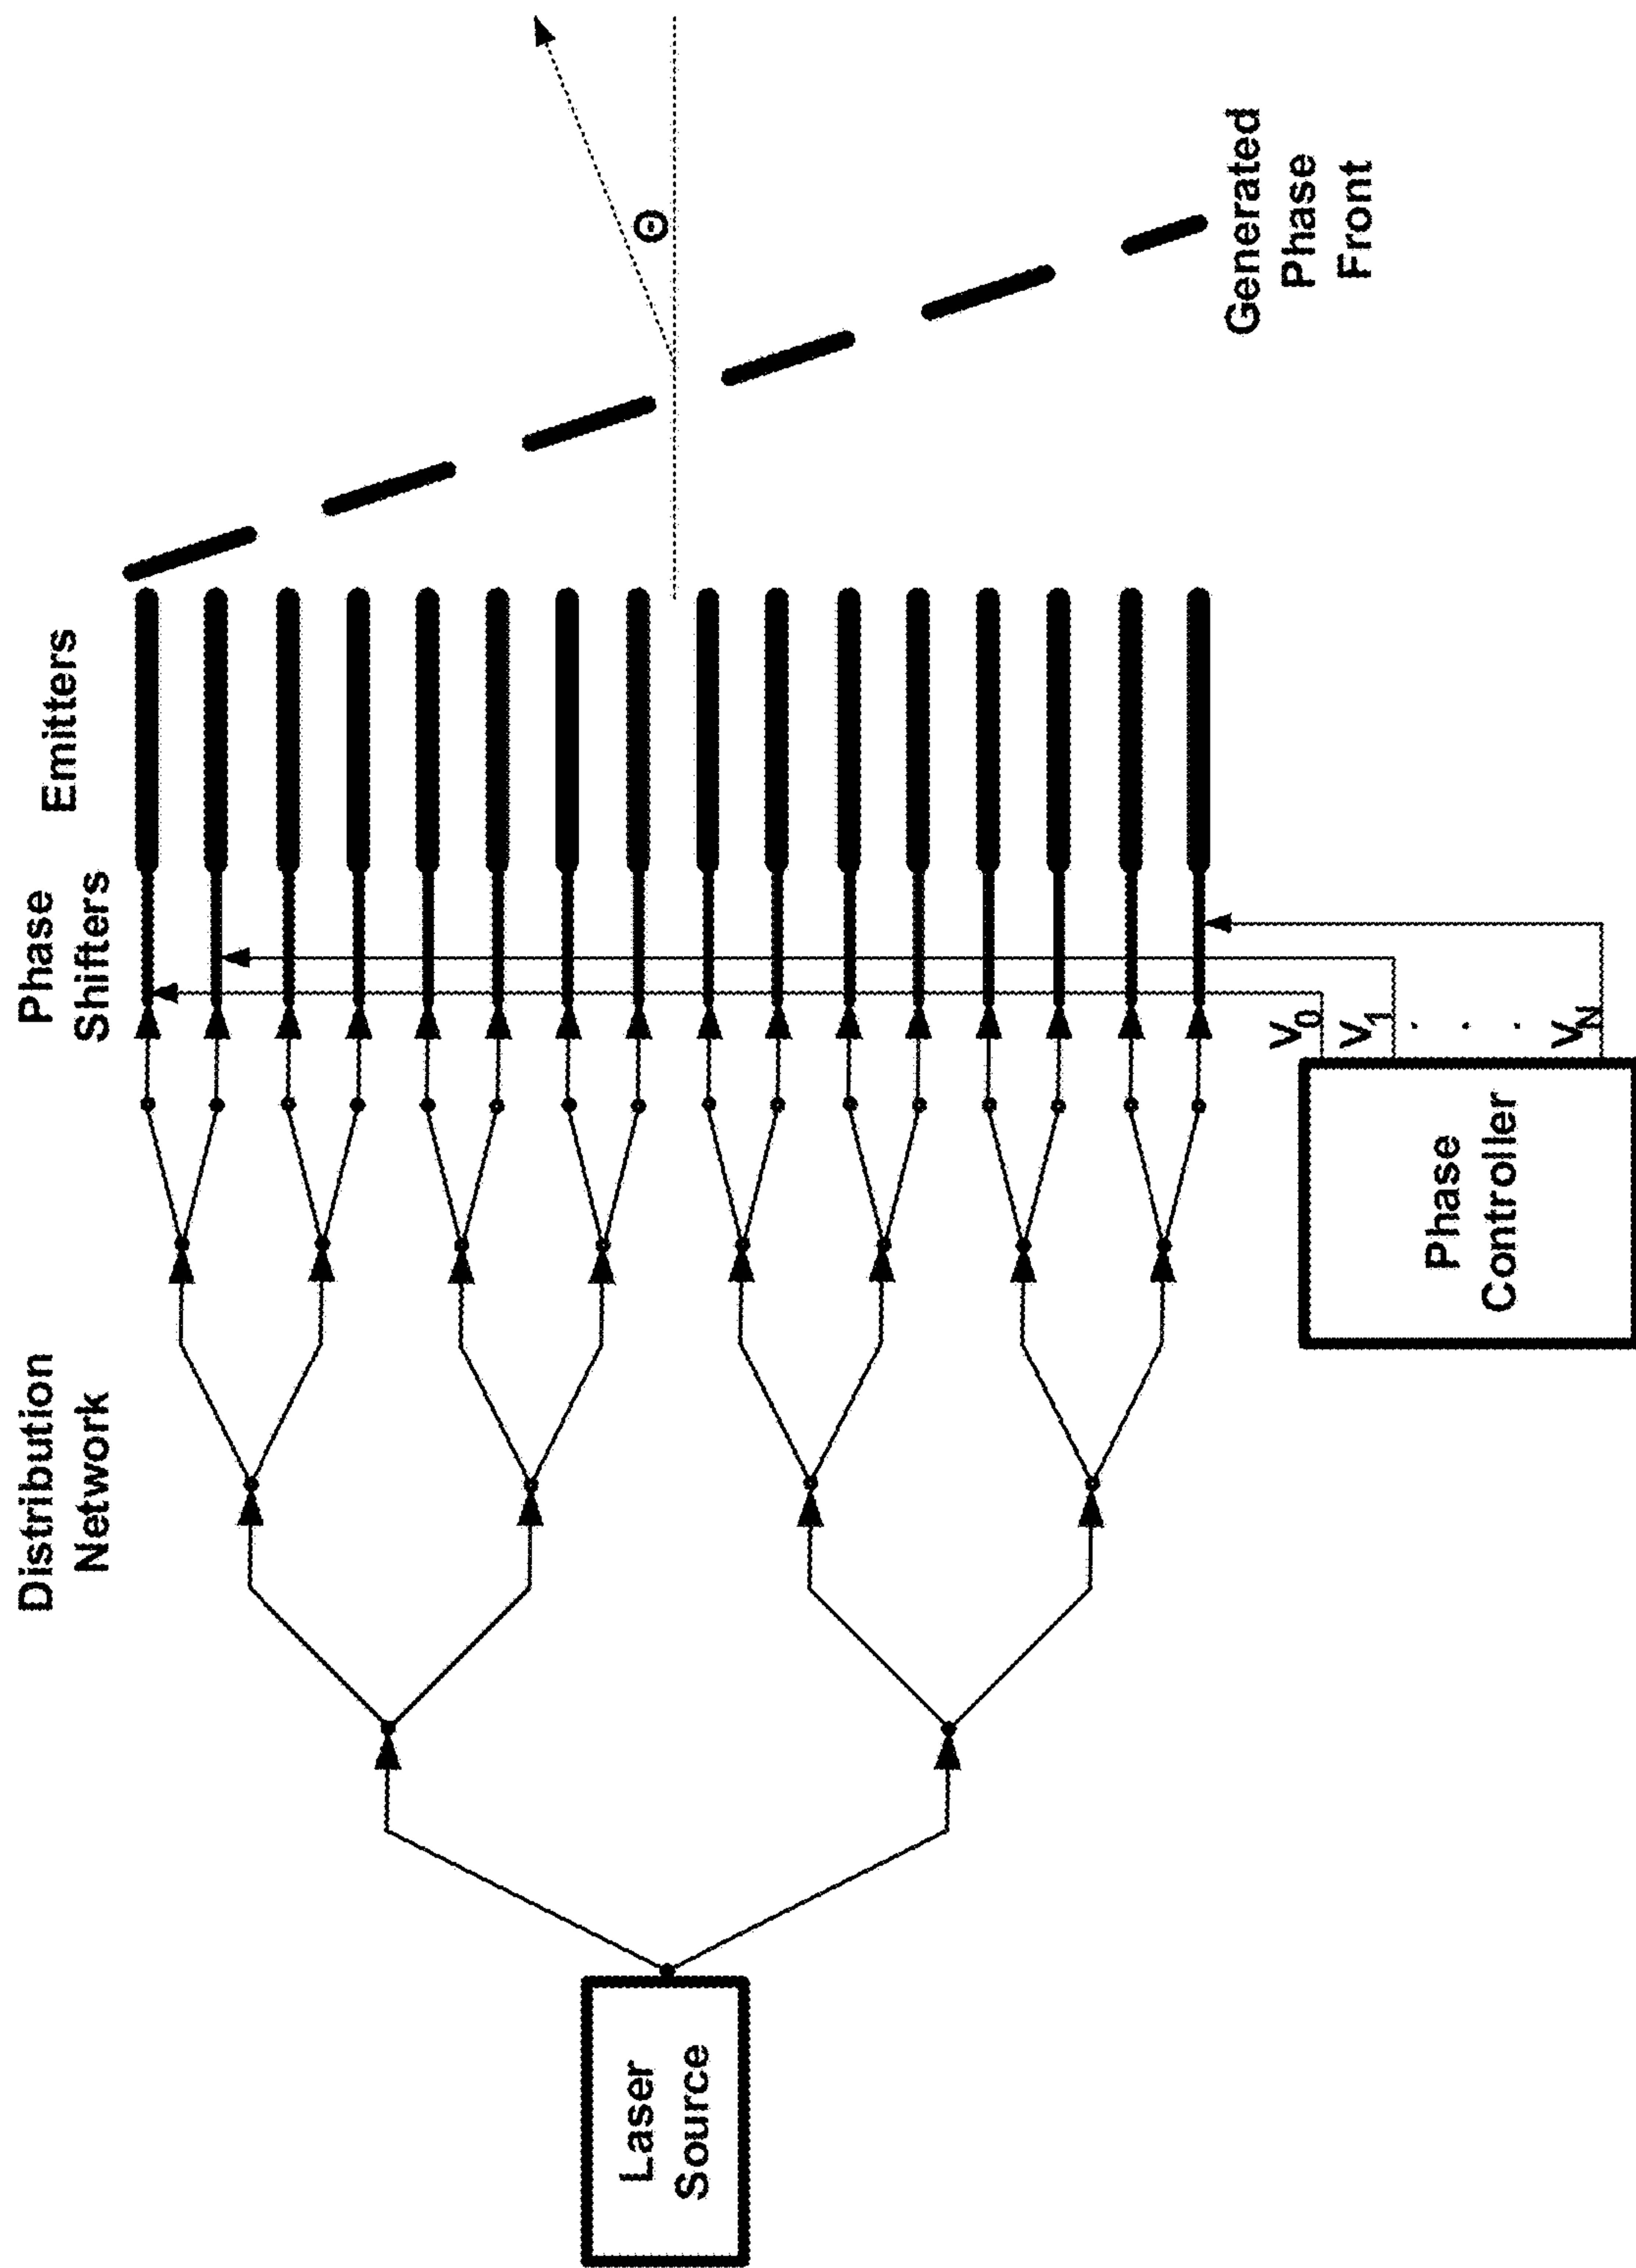 Distribution
Network
Phase
Shifters
Emitters
Laser
Source
Θ
V0
V1
. . .
VN
Phase
Controller
Generated
Phase
Front